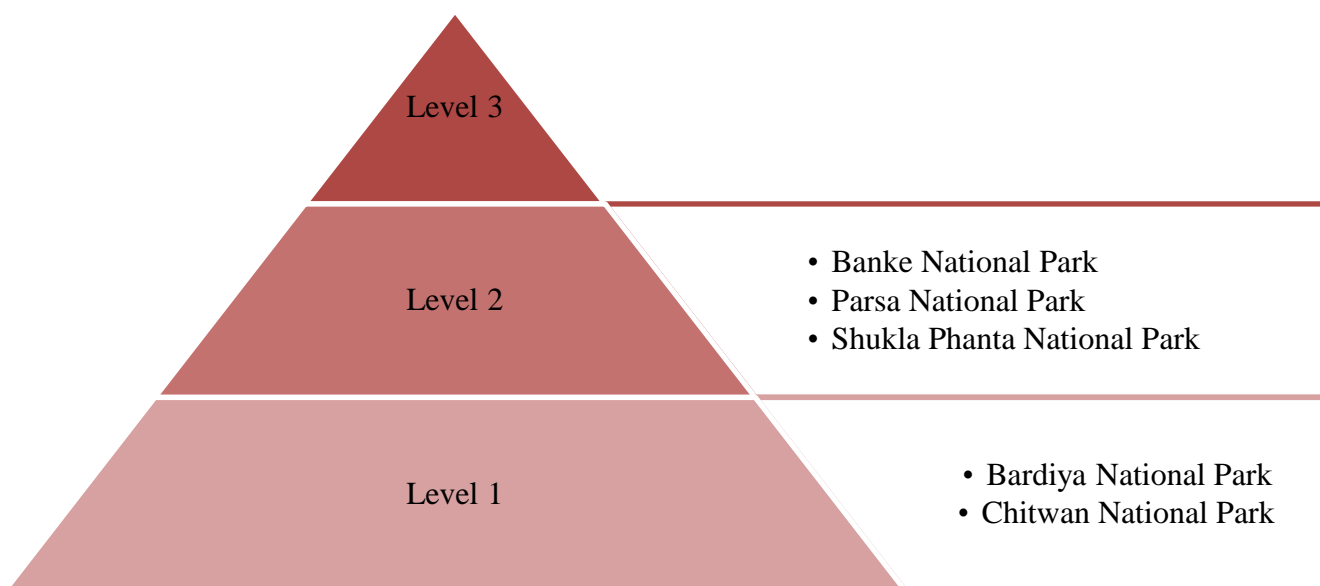 Level 3
Level 2
• Banke National Park
• Parsa National Park
• Shukla Phanta National Park
Level 1
• Bardiya National Park
• Chitwan National Park